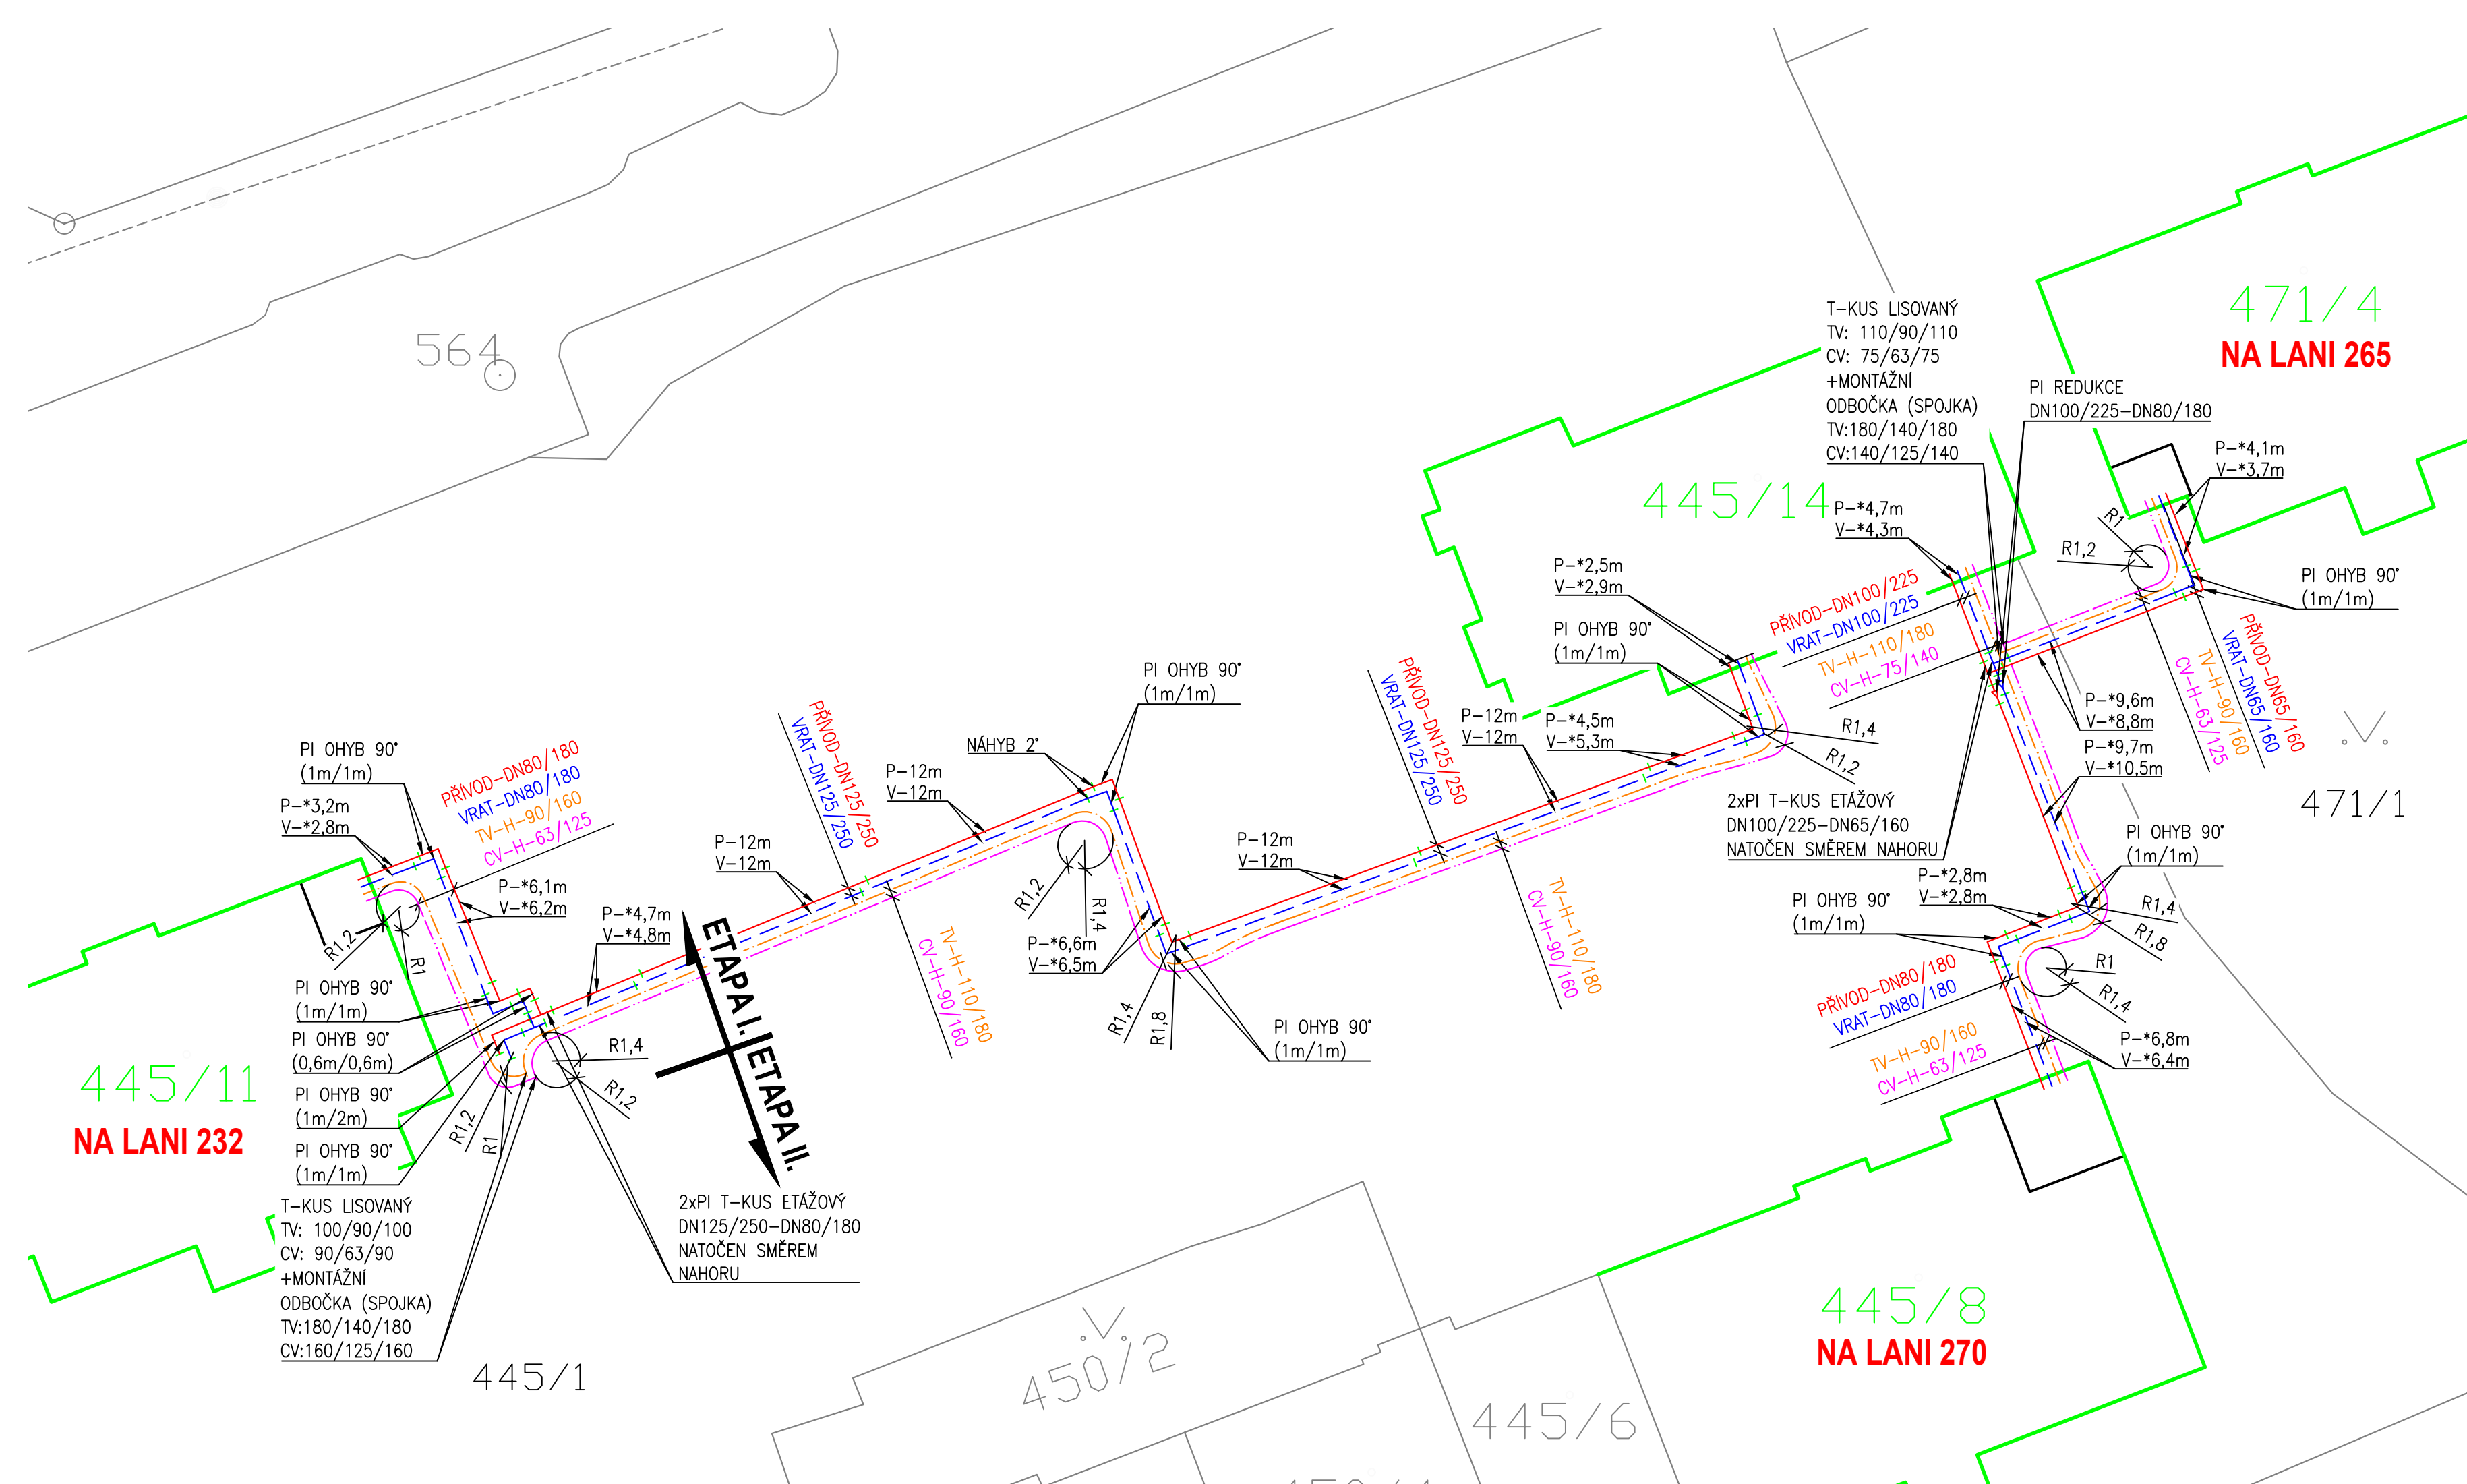 564
471/4
NA LANI 265
T-KUS LISOVANÝ
TV: 110/90/110
CV: 75/63/75
+MONTÁŽNÍ
ODBOČKA (SPOJKA)
TV:180/140/180
CV:140/125/140
PI REDUKCE
DN100/225-DN80/180
P-*4,1m
V-*3,7m
445/14
P-*4,7m
V-*4,3m
R1
R1,2
P-*2,5m
V-*2,9m
PŘÍVOD-DN100/225
VRAT-DN100/225
TV-H-110/180
CV-H-75/140
PI OHYB 90°
(1m/1m)
PI OHYB 90°
(1m/1m)
PŘÍVOD-DN65/160
VRAT-DN65/160
TV-H-90/160
CV-H-63/125
PI OHYB 90°
(1m/1m)
PŘÍVOD-DN125/250
VRAT-DN125/250
P-12m
V-12m
P-*4,5m
V-*5,3m
R1,4
R1,2
P-*9,6m
V-*8,8m
P-*9,7m
V-*10,5m
471/1
PŘÍVOD-DN125/250
VRAT-DN125/250
NÁHYB 2°
P-12m
V-12m
PI OHYB 90°
(1m/1m)
PŘÍVOD-DN80/180
VRAT-DN80/180
TV-H-90/160
CV-H-63/125
P-*3,2m
V-*2,8m
P-12m
V-12m
P-12m
V-12m
2xPI T-KUS ETÁŽOVÝ
DN100/225-DN65/160
NATOČEN SMĚREM NAHORU
PI OHYB 90°
(1m/1m)
P-*2,8m
V-*2,8m
PI OHYB 90°
(1m/1m)
R1,4
R1,8
P-*6,1m
V-*6,2m
P-*4,7m
V-*4,8m
R1,2
R1
R1,2
R1,4
P-*6,6m
V-*6,5m
TV-H-110/180
CV-H-90/160
TV-H-110/180
CV-H-90/160
R1
R1,4
PŘÍVOD-DN80/180
VRAT-DN80/180
TV-H-90/160
CV-H-63/125
P-*6,8m
V-*6,4m
ETAPA I.
ETAPA II.
PI OHYB 90°
(1m/1m)
PI OHYB 90°
(0,6m/0,6m)
PI OHYB 90°
(1m/2m)
PI OHYB 90°
(1m/1m)
R1,4
R1,2
R1,2
R1
R1,4
R1,8
PI OHYB 90°
(1m/1m)
445/11
NA LANI 232
T-KUS LISOVANÝ
TV: 100/90/100
CV: 90/63/90
+MONTÁŽNÍ
ODBOČKA (SPOJKA)
TV:180/140/180
CV:160/125/160
2xPI T-KUS ETÁŽOVÝ
DN125/250-DN80/180
NATOČEN SMĚREM
NAHORU
445/1
450/2
445/6
445/8
NA LANI 270